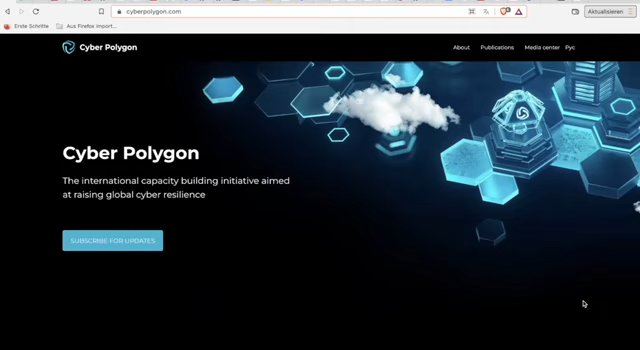 cyberpolygon.com
Aktualisieren
Erste Schritte
Aus Firefox import...
Cyber Polygon
About
Publications
Media center
Рус
Cyber Polygon
The international capacity building initiative aimed
at raising global cyber resilience
SUBSCRIBE FOR UPDATES